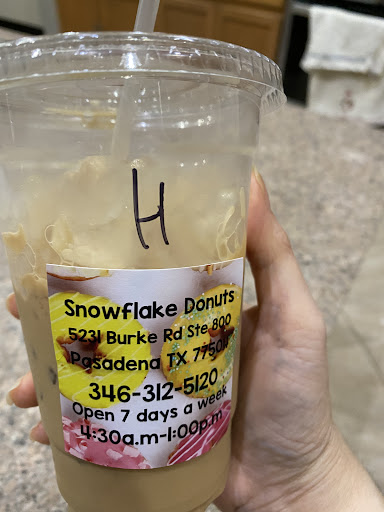 H
Snowflake Donuts
5231 Burke Rd Ste 800
Pasadena TX 77504
346-312-5120
Open 7 days a week
4:30a.m-1:00p.m